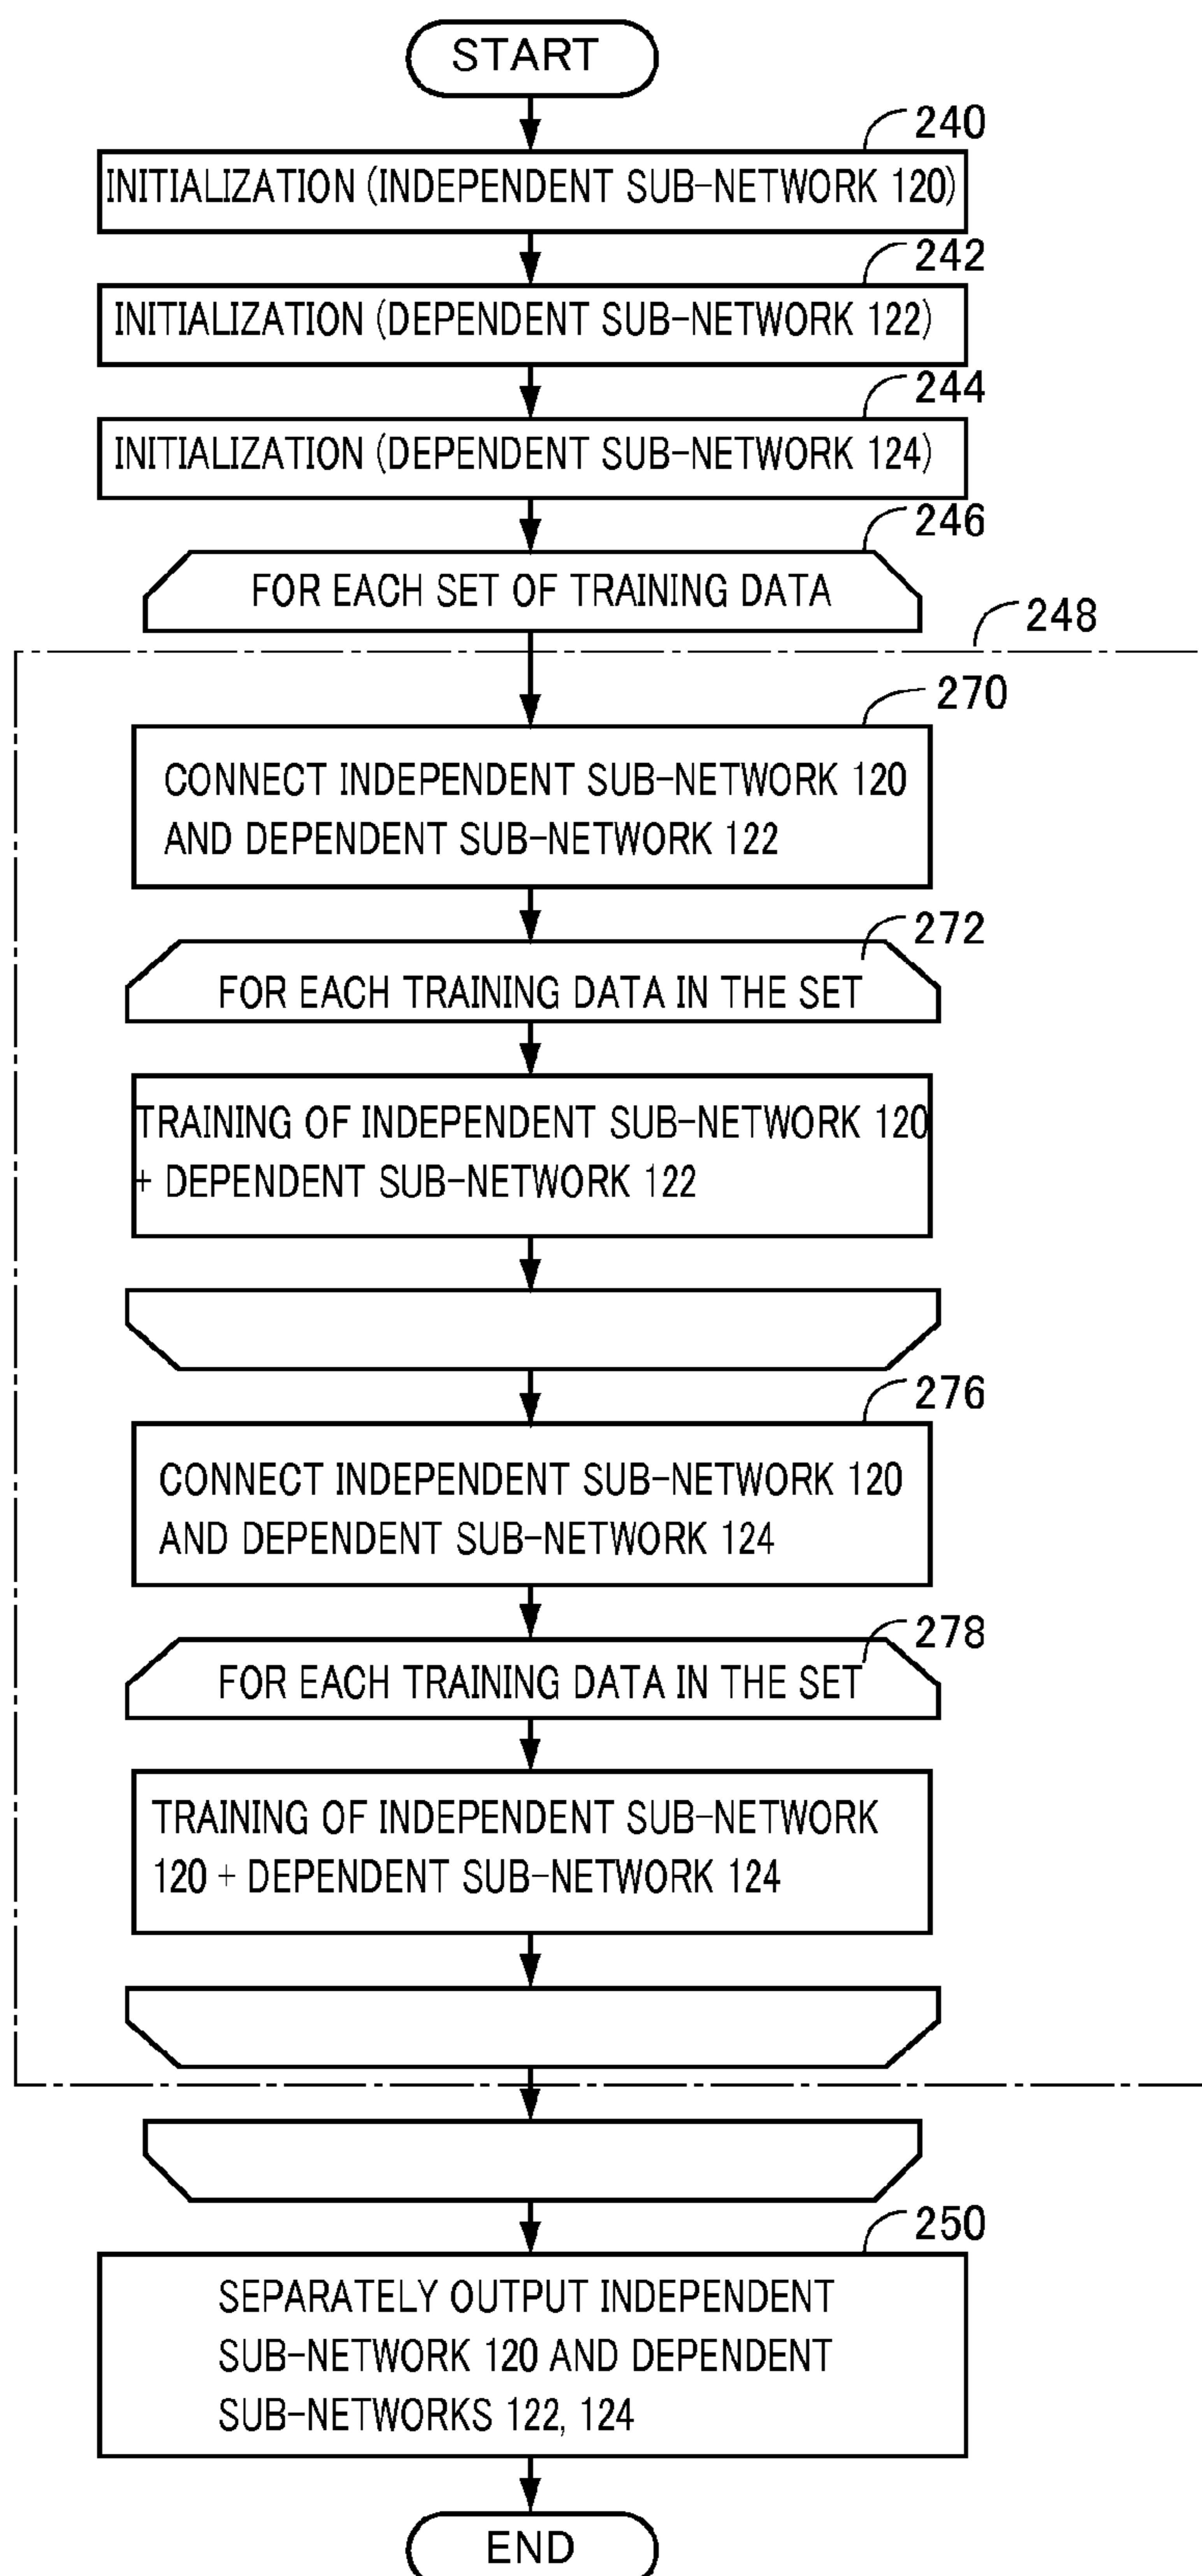 START
240
INITIALIZATION (INDEPENDENT SUB-NETWORK 120)
242
INITIALIZATION (DEPENDENT SUB-NETWORK 122)
244
INITIALIZATION (DEPENDENT SUB-NETWORK 124)
246
FOR EACH SET OF TRAINING DATA
248
270
CONNECT INDEPENDENT SUB-NETWORK 120
AND DEPENDENT SUB-NETWORK 122
272
FOR EACH TRAINING DATA IN THE SET
TRAINING OF INDEPENDENT SUB-NETWORK 120
+ DEPENDENT SUB-NETWORK 122
276
CONNECT INDEPENDENT SUB-NETWORK 120
AND DEPENDENT SUB-NETWORK 124
278
FOR EACH TRAINING DATA IN THE SET
TRAINING OF INDEPENDENT SUB-NETWORK
120 + DEPENDENT SUB-NETWORK 124
250
SEPARATELY OUTPUT INDEPENDENT
SUB-NETWORK 120 AND DEPENDENT
SUB-NETWORKS 122, 124
END